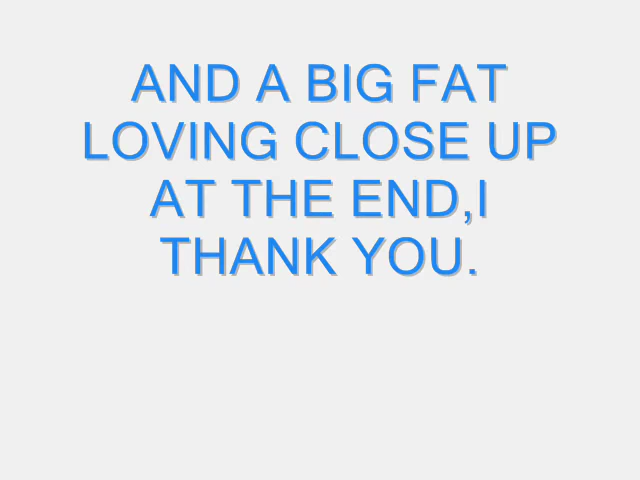 AND A BIG FAT
LOVING CLOSE UP
AT THE END,I
THANK YOU.